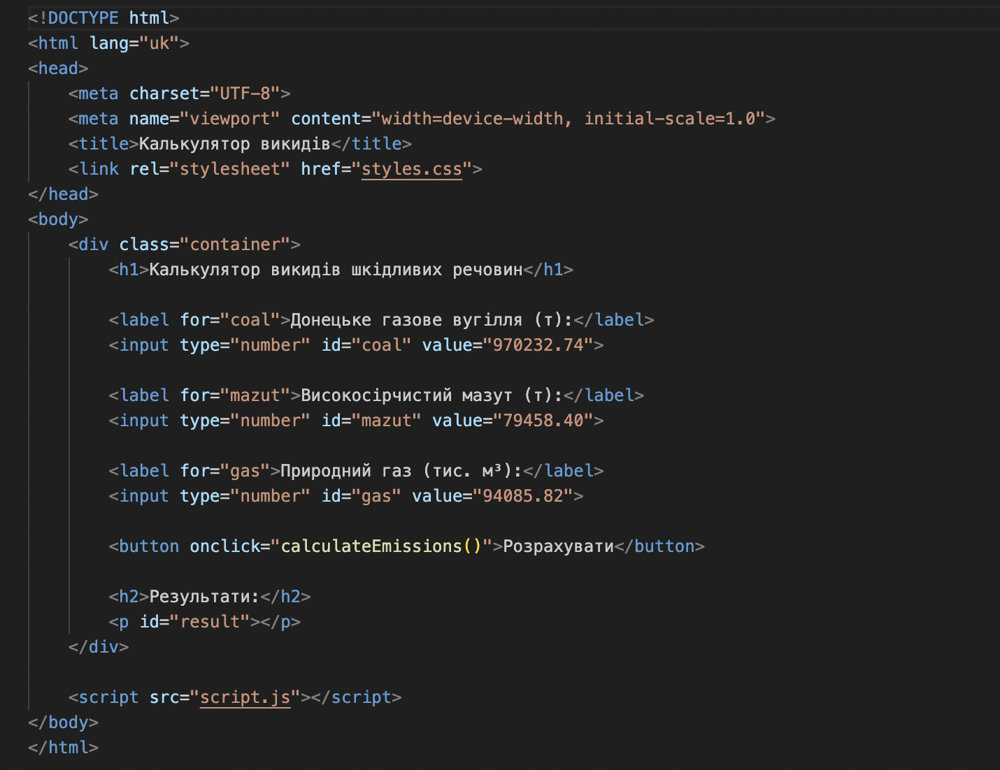 <!DOCTYPE html>
<html lang="uk">
<head>
    <meta charset="UTF-8">
    <meta name="viewport" content="width=device-width, initial-scale=1.0">
    <title>Калькулятор викидів</title>
    <link rel="stylesheet" href="styles.css">
</head>
<body>
    <div class="container">
        <h1>Калькулятор викидів шкідливих речовин</h1>
        <label for="coal">Донецьке газове вугілля (т):</label>
        <input type="number" id="coal" value="970232.74">
        <label for="mazut">Високосірчистий мазут (т):</label>
        <input type="number" id="mazut" value="79458.40">
        <label for="gas">Природний газ (тис. м³):</label>
        <input type="number" id="gas" value="94085.82">
        <button onclick="calculateEmissions()">Розрахувати</button>
        <h2>Результати:</h2>
        <p id="result"></p>
    </div>
    <script src="script.js"></script>
</body>
</html>